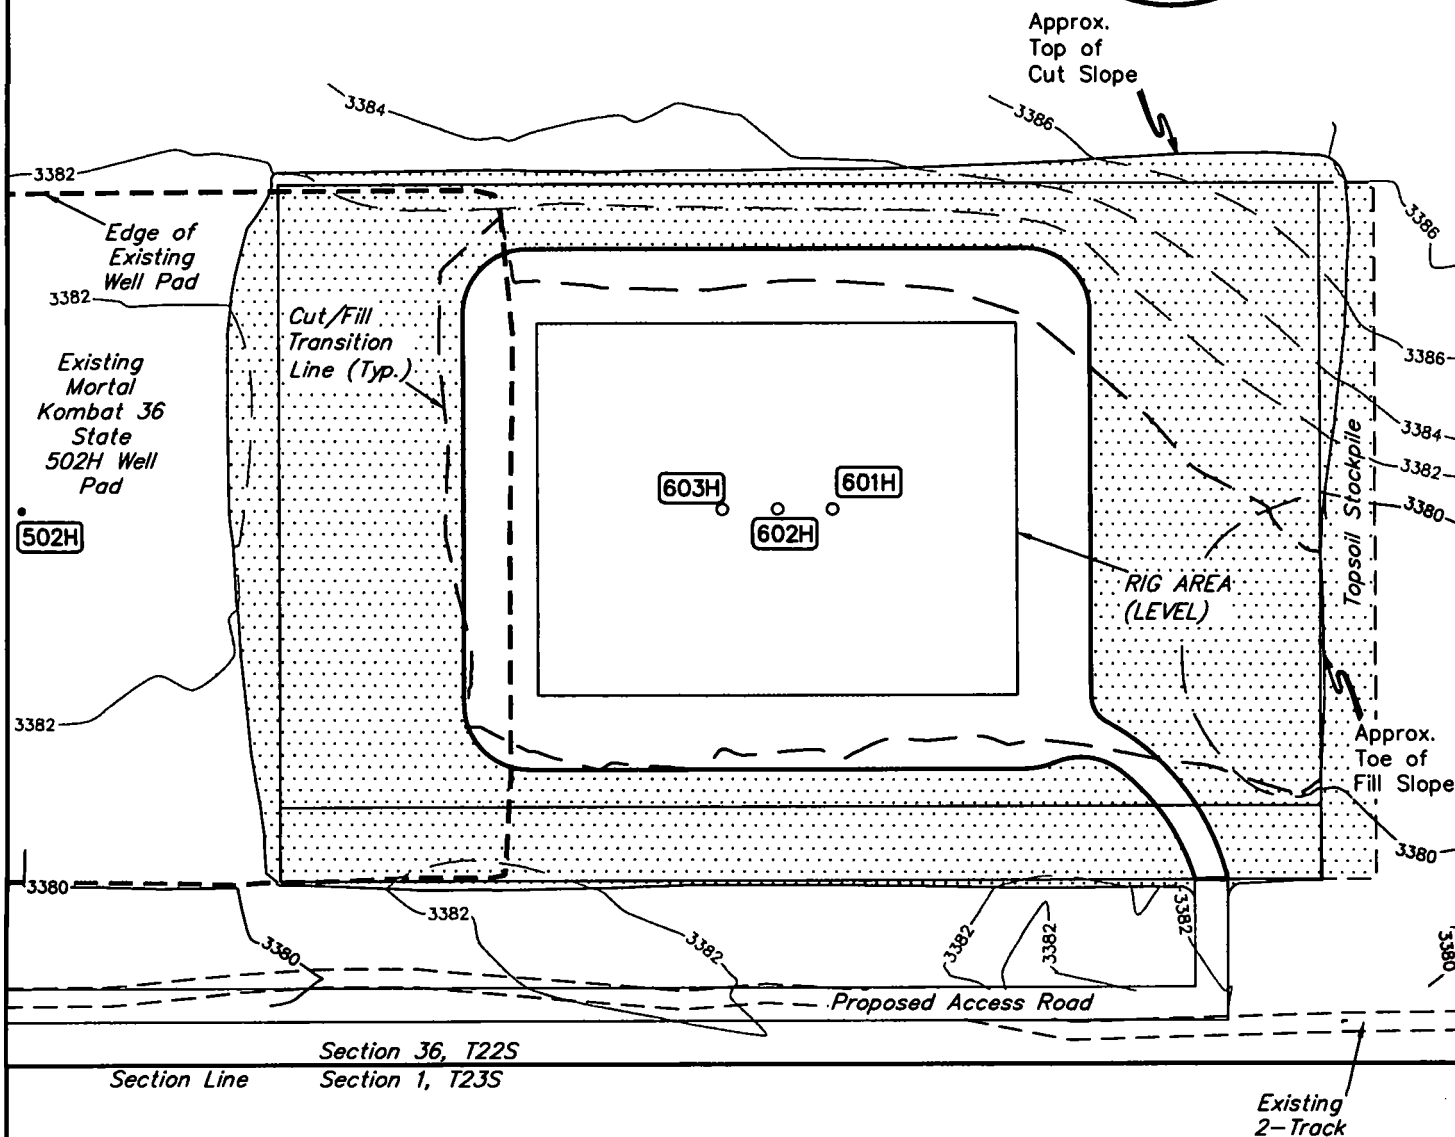 Approx.
Top of
Cut Slope
3384
3386
3382
Edge of
Existing
Well Pad
3386
3382
Cut/Fill
Transition
Line (Typ.)
3386
Existing
Mortal
Kombat 36
State
502H Well
Pad
3384
3382
3380
Topsoil Stockpile
603H
601H
602H
502H
RIG AREA
(LEVEL)
3382
Approx.
Toe of
Fill Slope
3380
3380
3382
3380
3382
3382
3382
3382
3380
Proposed Access Road
Section 36, T22S
Section Line
Section 1, T23S
Existing
2-Track